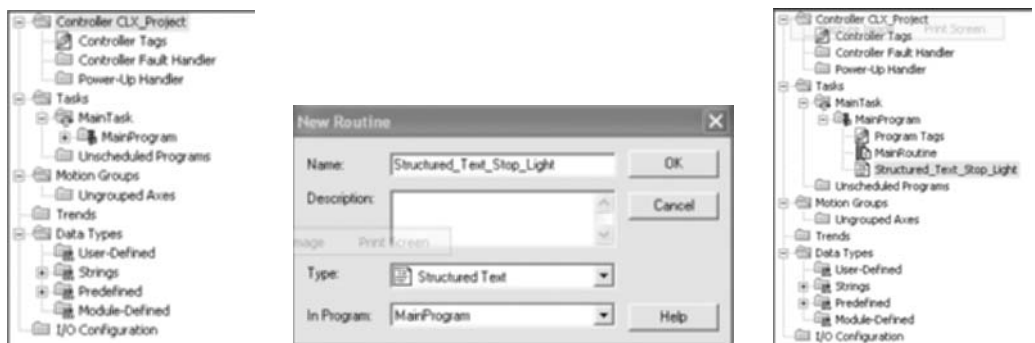 Controller CLX_Project
Controller Tags
Controller Fault Handler
Power-Up Handler
Tasks
MainTask
MainProgram
Unscheduled Programs
Motion Groups
Ungrouped Axes
Trends
Data Types
User-Defined
Strings
Predefined
Module-Defined
I/O Configuration
New Routine
Name: Structured_Text_Stop_Light
OK
Description:
Cancel
mage Print Screen
Type: Structured Text
In Program: MainProgram
Help
Controller CLX_Project
Print Screen
Controller Tags
Controller Fault Handler
Power-Up Handler
Tasks
MainTask
MainProgram
Program Tags
MainRoutine
Structured_Text_Stop_Light
Unscheduled Programs
Motion Groups
Ungrouped Axes
Trends
Data Types
User-Defined
Strings
Predefined
Module-Defined
I/O Configuration